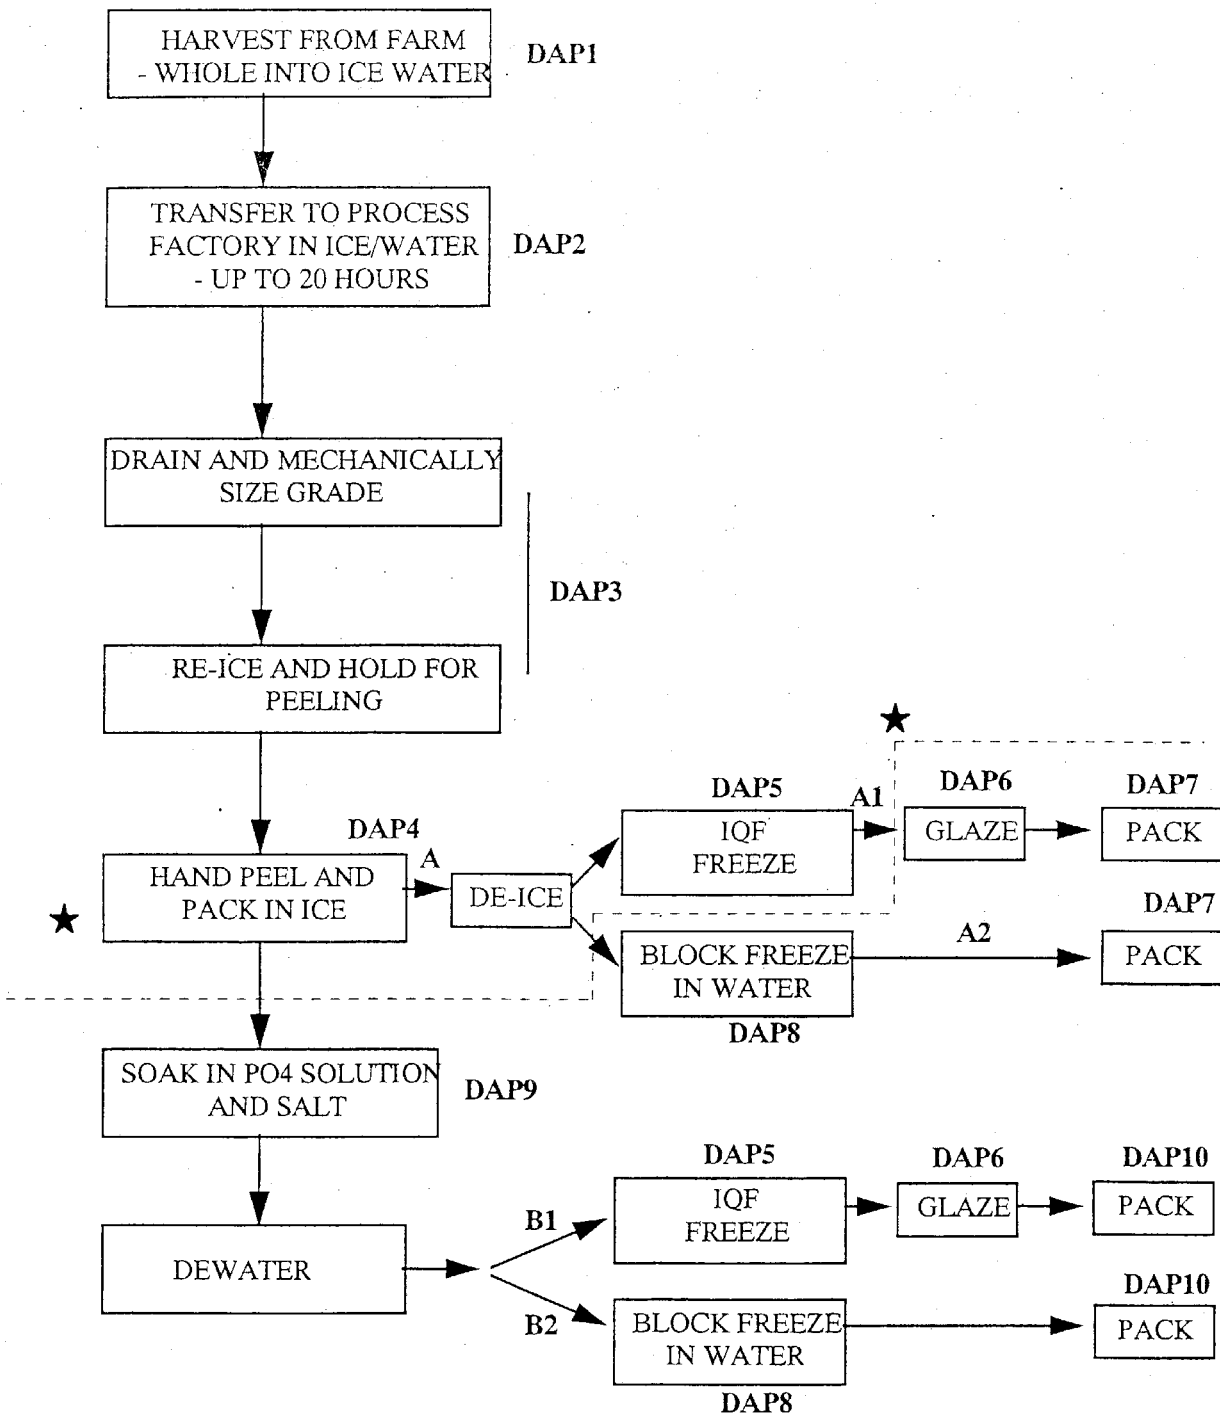 HARVEST FROM FARM
- WHOLE INTO ICE WATER
DAP1
TRANSFER TO PROCESS
FACTORY IN ICE/WATER
- UP TO 20 HOURS
DAP2
DRAIN AND MECHANICALLY
SIZE GRADE
DAP3
RE-ICE AND HOLD FOR
PEELING
DAP4
HAND PEEL AND
PACK IN ICE
A
DE-ICE
DAP5
IQF
FREEZE
A1
DAP6
GLAZE
DAP7
PACK
BLOCK FREEZE
IN WATER
DAP8
A2
DAP7
PACK
SOAK IN PO4 SOLUTION
AND SALT
DAP9
DEWATER
B1
DAP5
IQF
FREEZE
DAP6
GLAZE
DAP10
PACK
B2
BLOCK FREEZE
IN WATER
DAP8
DAP10
PACK